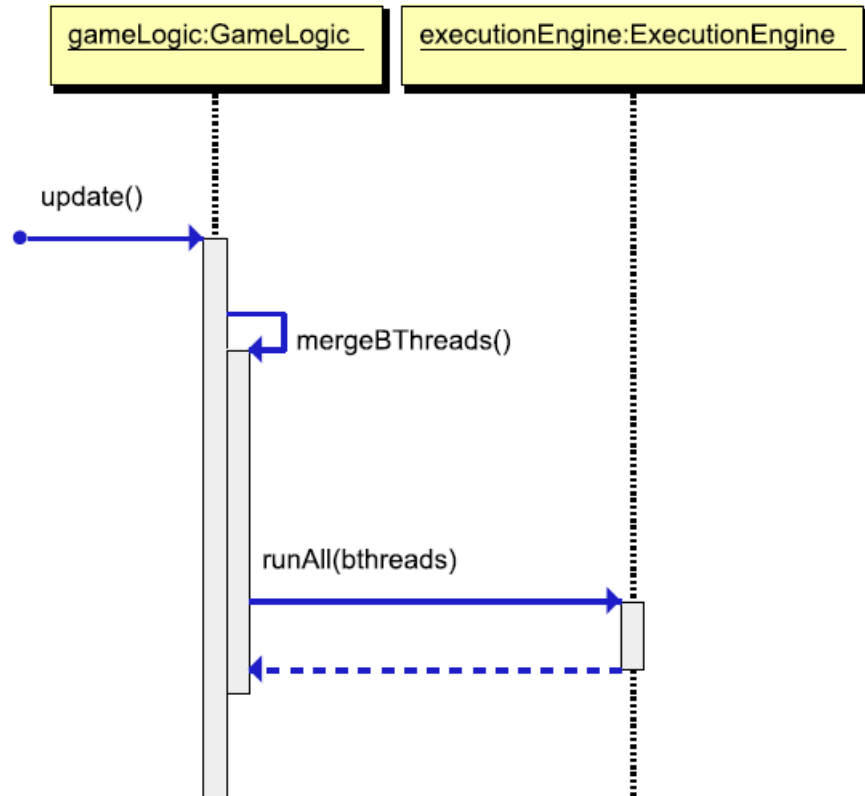 gameLogic:GameLogic
executionEngine:ExecutionEngine
update()
mergeBThreads()
runAll(bthreads)